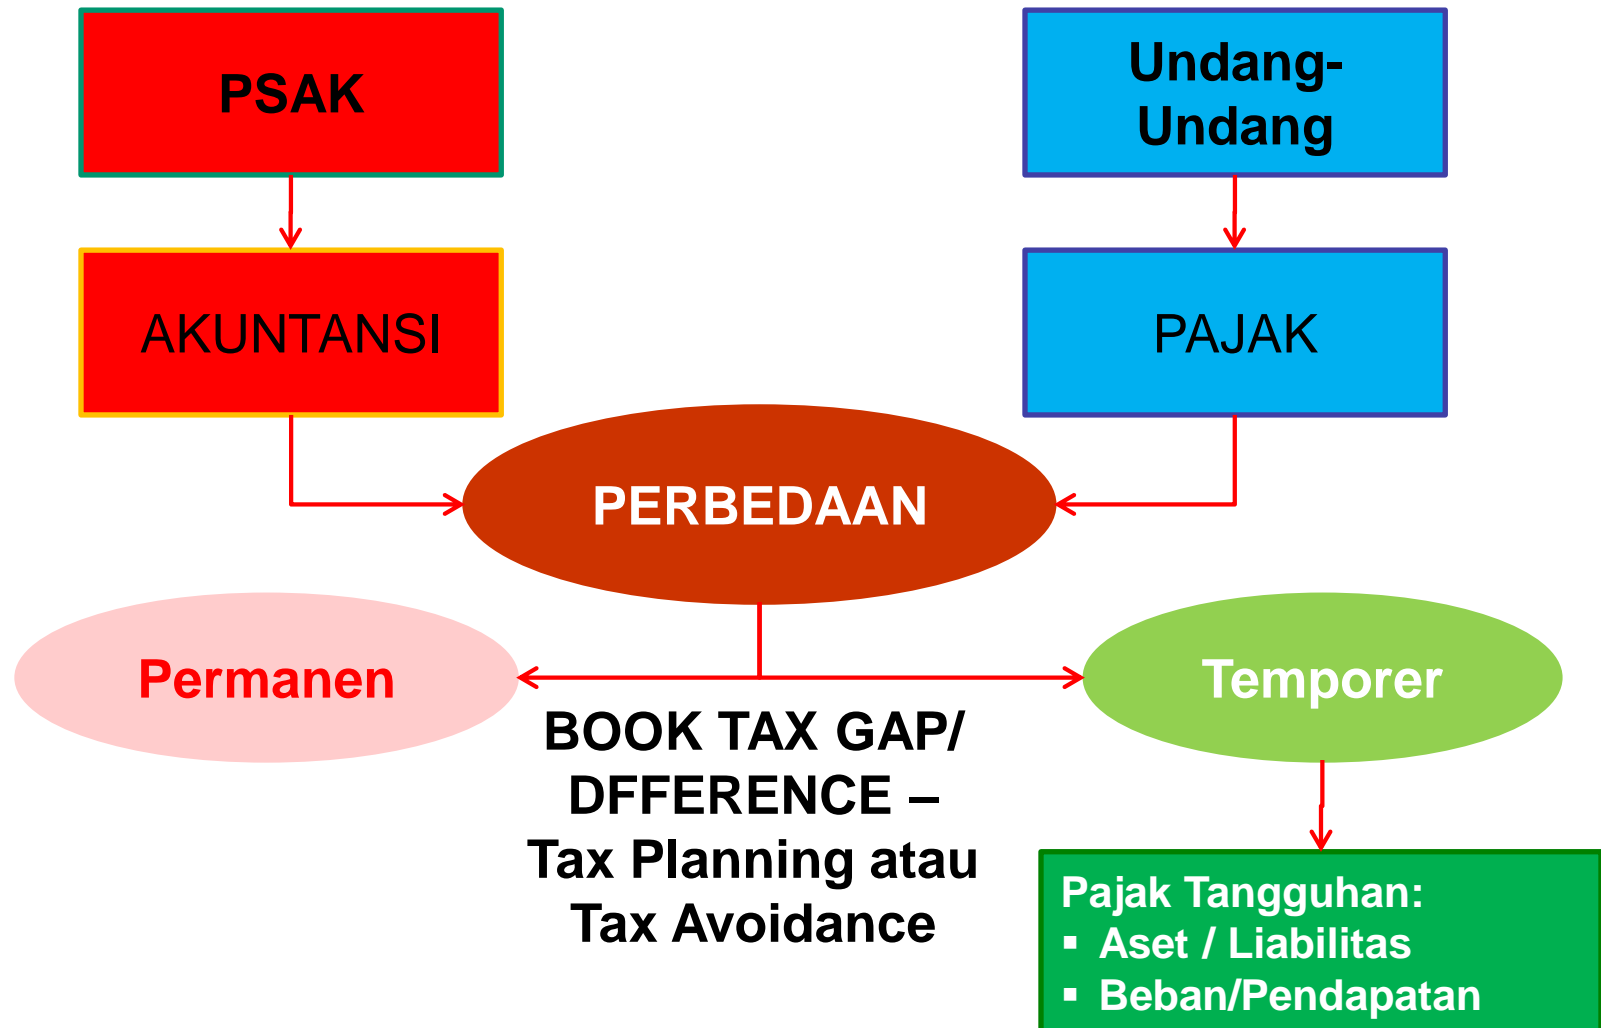 PSAK
Undang-
Undang
AKUNTANSI
PAJAK
PERBEDAAN
Permanen
Temporer
BOOK TAX GAP/
DFFERENCE –
Tax Planning atau
Tax Avoidance
Pajak Tangguhan:
▪ Aset / Liabilitas
▪ Beban/Pendapatan